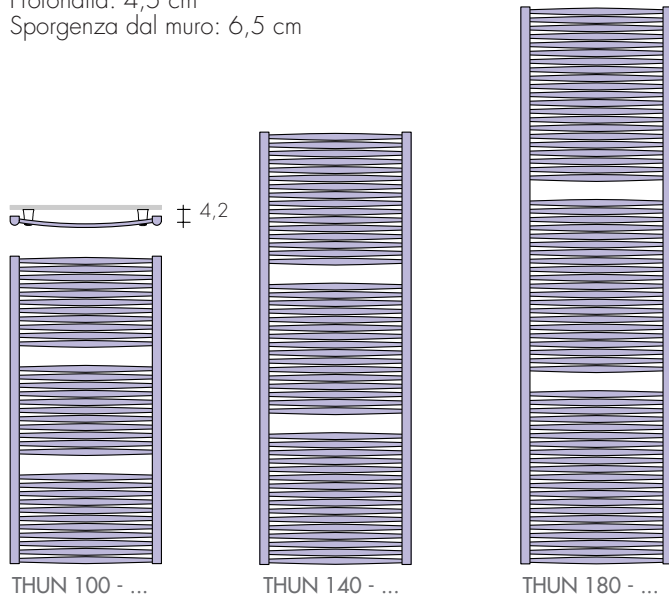 Profondità: 4,5 cm
Sporgenza dal muro: 6,5 cm
4,2
THUN 100 - ...
THUN 140 - ...
THUN 180 - ...